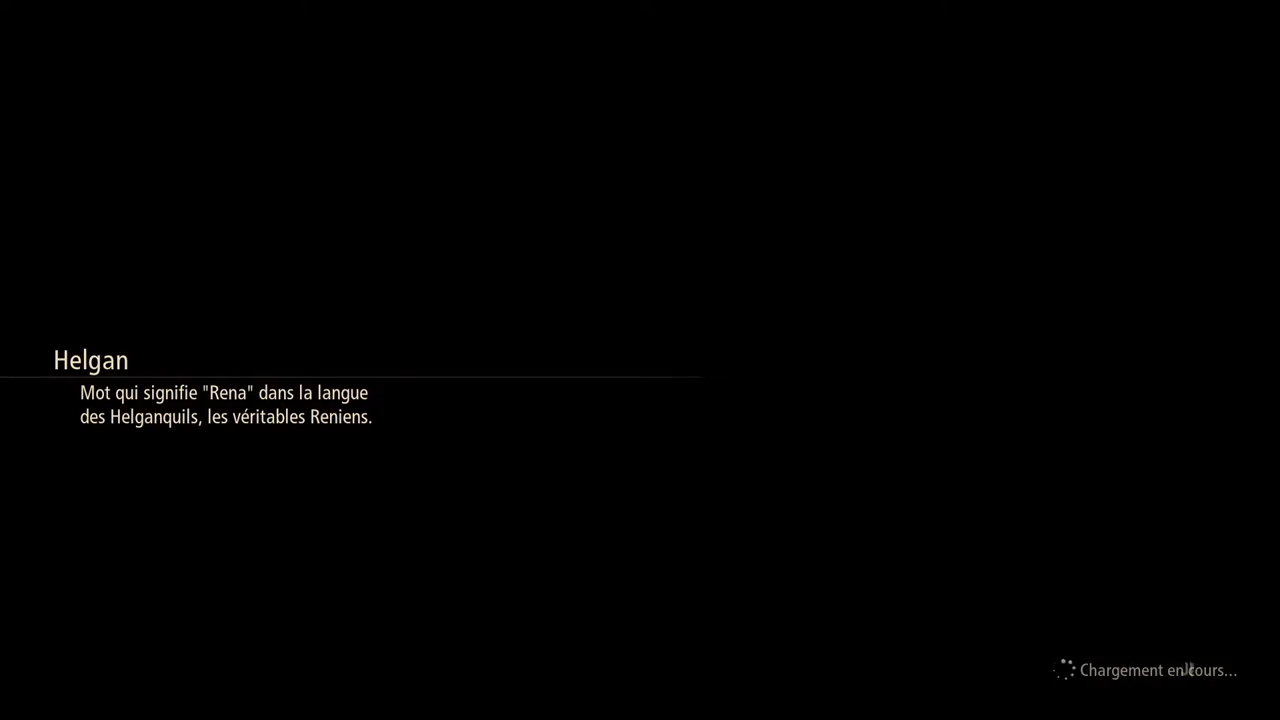 Helgan
Mot qui signifie "Rena" dans la langue
des Helganquils, les véritables Reniens.
Chargement en cours...